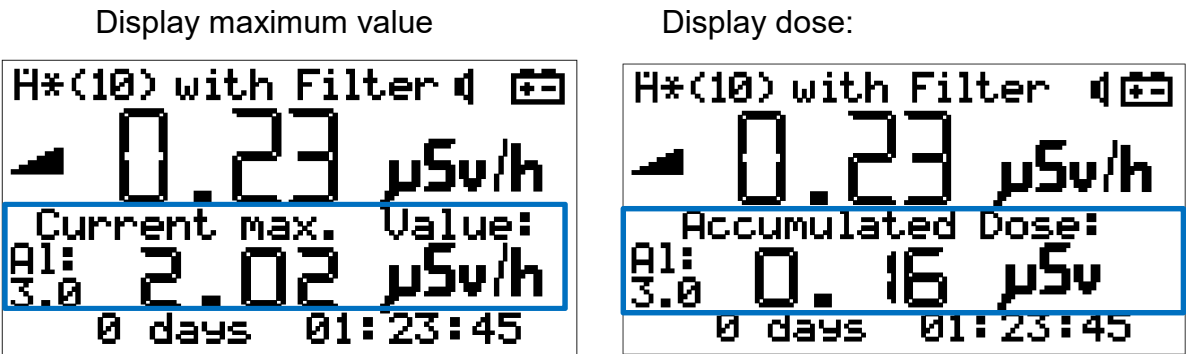 Display maximum value
Ḧ*(10) with Filter
0.23 µSv/h
Current max. Value:
Al:
3.0
2.02 µSv/h
0 days 01:23:45
Display dose:
Ḧ*(10) with Filter
0.23 µSv/h
Accumulated Dose:
Al:
3.0
0.16 µSv
0 days 01:23:45